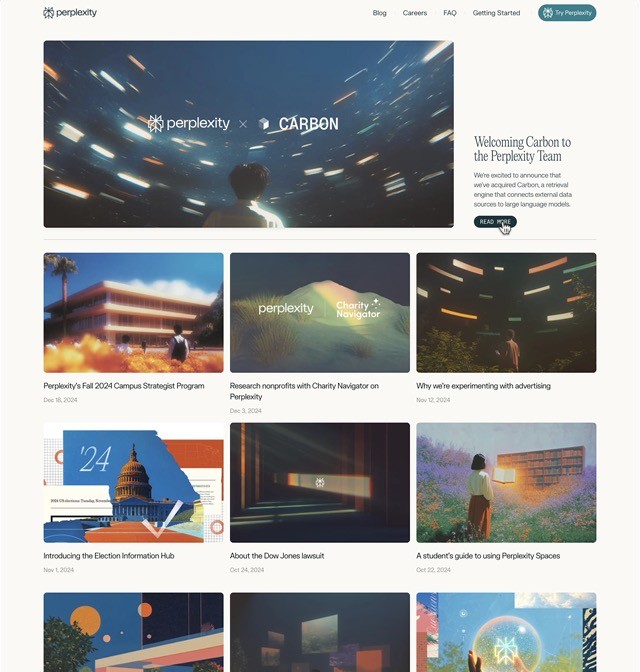 perplexity
Blog
Careers
FAQ
Getting Started
Try Perplexity
perplexity × CARBON
Welcoming Carbon to
the Perplexity Team
We're excited to announce that
we've acquired Carbon, a retrieval
engine that connects external data
sources to large language models.
READ MORE
perplexity
Charity
Navigator
Perplexity's Fall 2024 Campus Strategist Program
Dec 18, 2024
Research nonprofits with Charity Navigator on
Perplexity
Dec 3, 2024
Why we're experimenting with advertising
Nov 12, 2024
'24
Introducing the Election Information Hub
Nov 1, 2024
About the Dow Jones lawsuit
Oct 24, 2024
A student's guide to using Perplexity Spaces
Oct 22, 2024